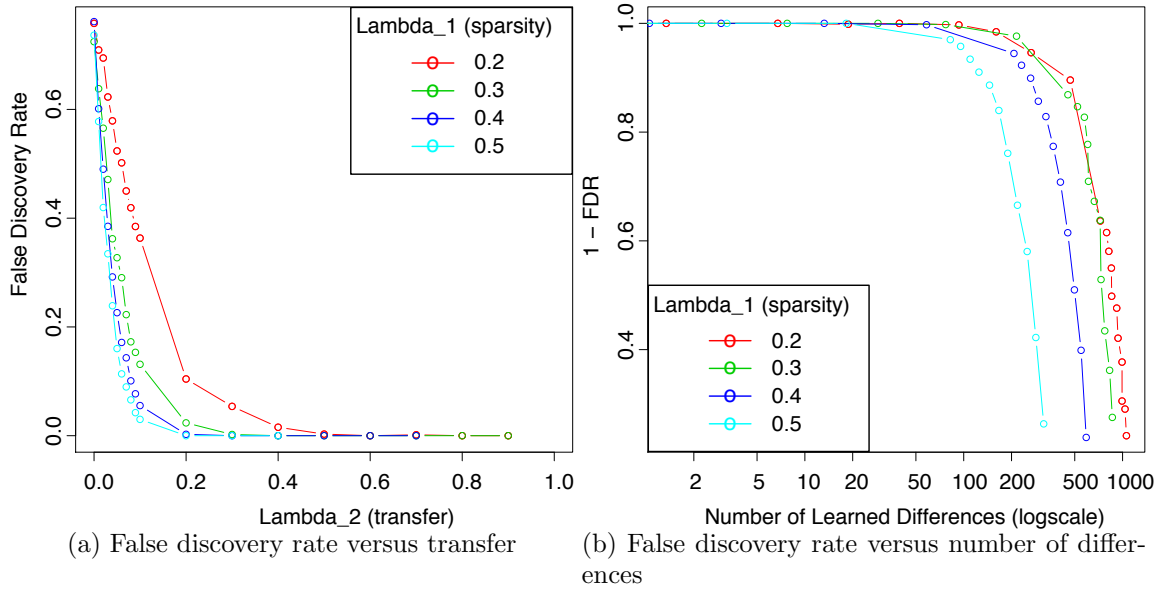 False Discovery Rate
0.0 0.2 0.4 0.6
Lambda_1 (sparsity)
0.2
0.3
0.4
0.5
0.0 0.2 0.4 0.6 0.8 1.0
Lambda_2 (transfer)
(a) False discovery rate versus transfer
1 − FDR
0.4 0.6 0.8 1.0
Lambda_1 (sparsity)
0.2
0.3
0.4
0.5
2 5 10 20 50 100 200 500 1000
Number of Learned Differences (logscale)
(b) False discovery rate versus number of differ-
ences